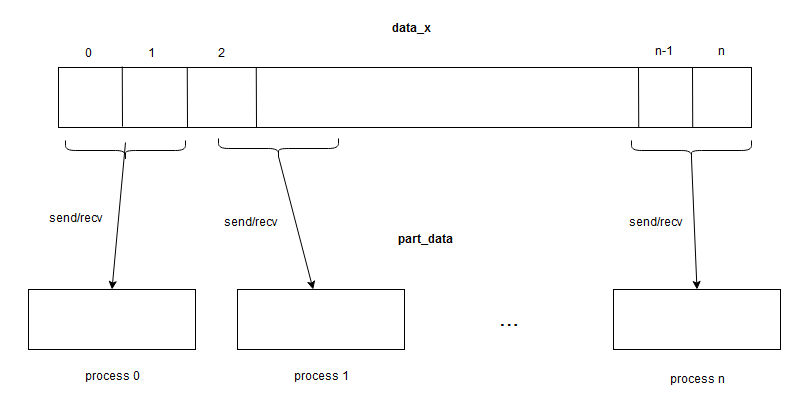 data_x
0 1 2 n-1 n
send/recv send/recv send/recv
part_data
...
process 0 process 1 process n